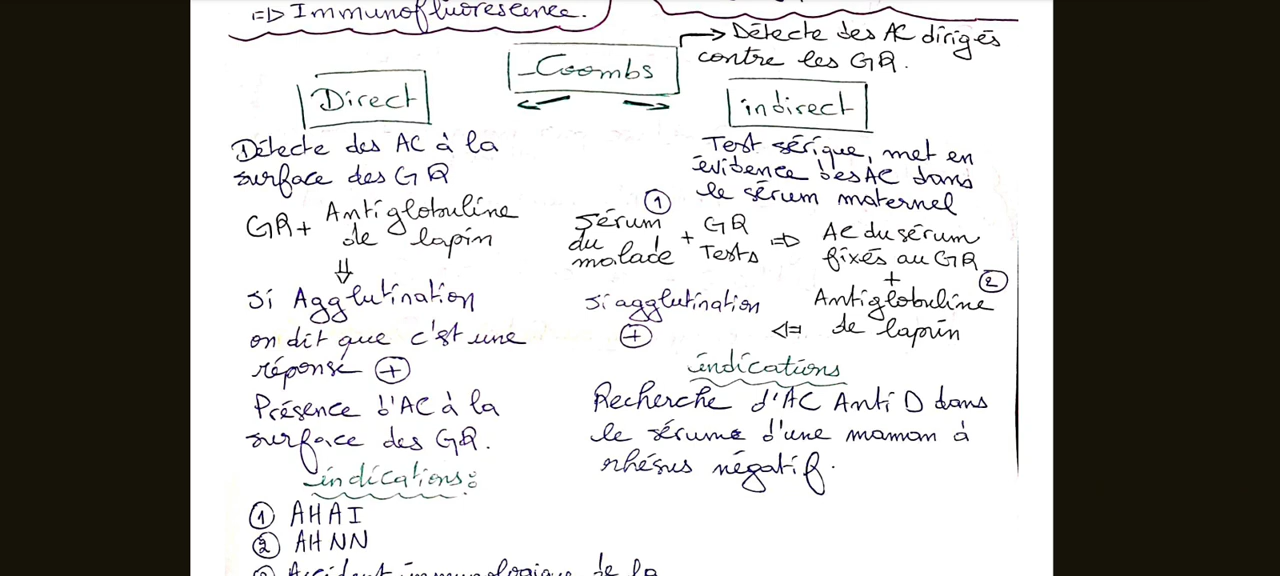 => Immunofluorescence.
→ Détecte des AC dirigés
contre les GR.
Coombs
Direct
Détecte des AC à la
surface des GR
GR + Antiglobuline
de lapin
⇓
si Agglutination
on dit que c'est une
réponse ⊕
Présence d'AC à la
surface des GR.
indications:
① AHAI
② AHNN
Accident immunologique de la
indirect
Test sérique, met en
évidence des AC dans
le sérum maternel
①
sérum du malade + GR Tests => AC du sérum
fixés au GR
+ ②
Antiglobuline
de lapin
<=
si agglutination
⊕
indications
Recherche d'AC Anti D dans
le sérum d'une maman à
rhésus négatif.